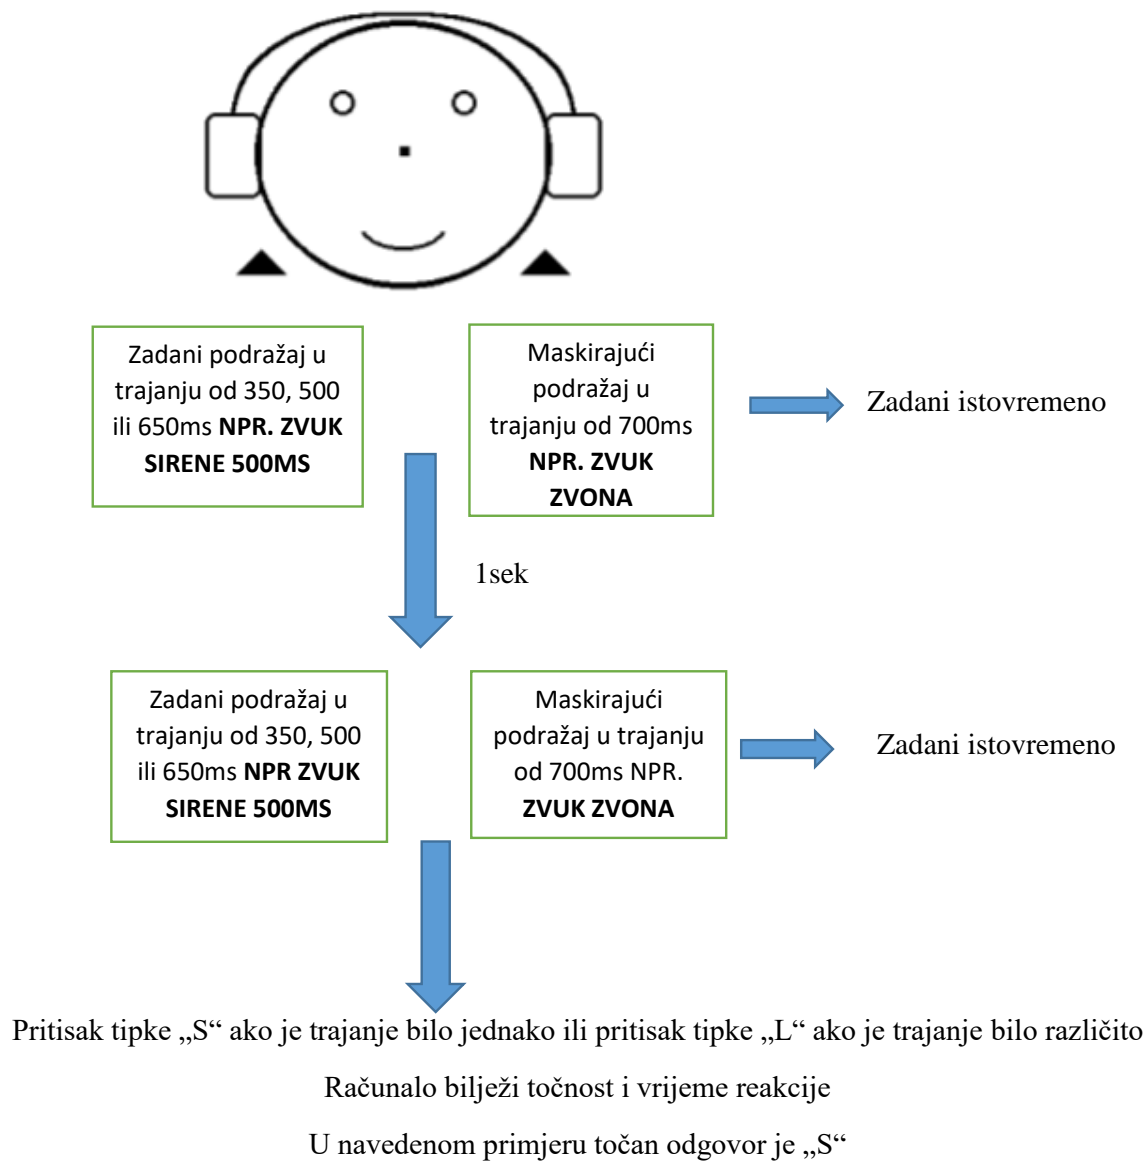 Zadani podražaj u
trajanju od 350, 500
ili 650ms NPR. ZVUK
SIRENE 500MS
Maskirajući
podražaj u
trajanju od 700ms
NPR. ZVUK
ZVONA
Zadani istovremeno
1sek
Zadani podražaj u
trajanju od 350, 500
ili 650ms NPR ZVUK
SIRENE 500MS
Maskirajući
podražaj u trajanju
od 700ms NPR.
ZVUK ZVONA
Zadani istovremeno
Pritisak tipke „S“ ako je trajanje bilo jednako ili pritisak tipke „L“ ako je trajanje bilo različito
Računalo bilježi točnost i vrijeme reakcije
U navedenom primjeru točan odgovor je „S“